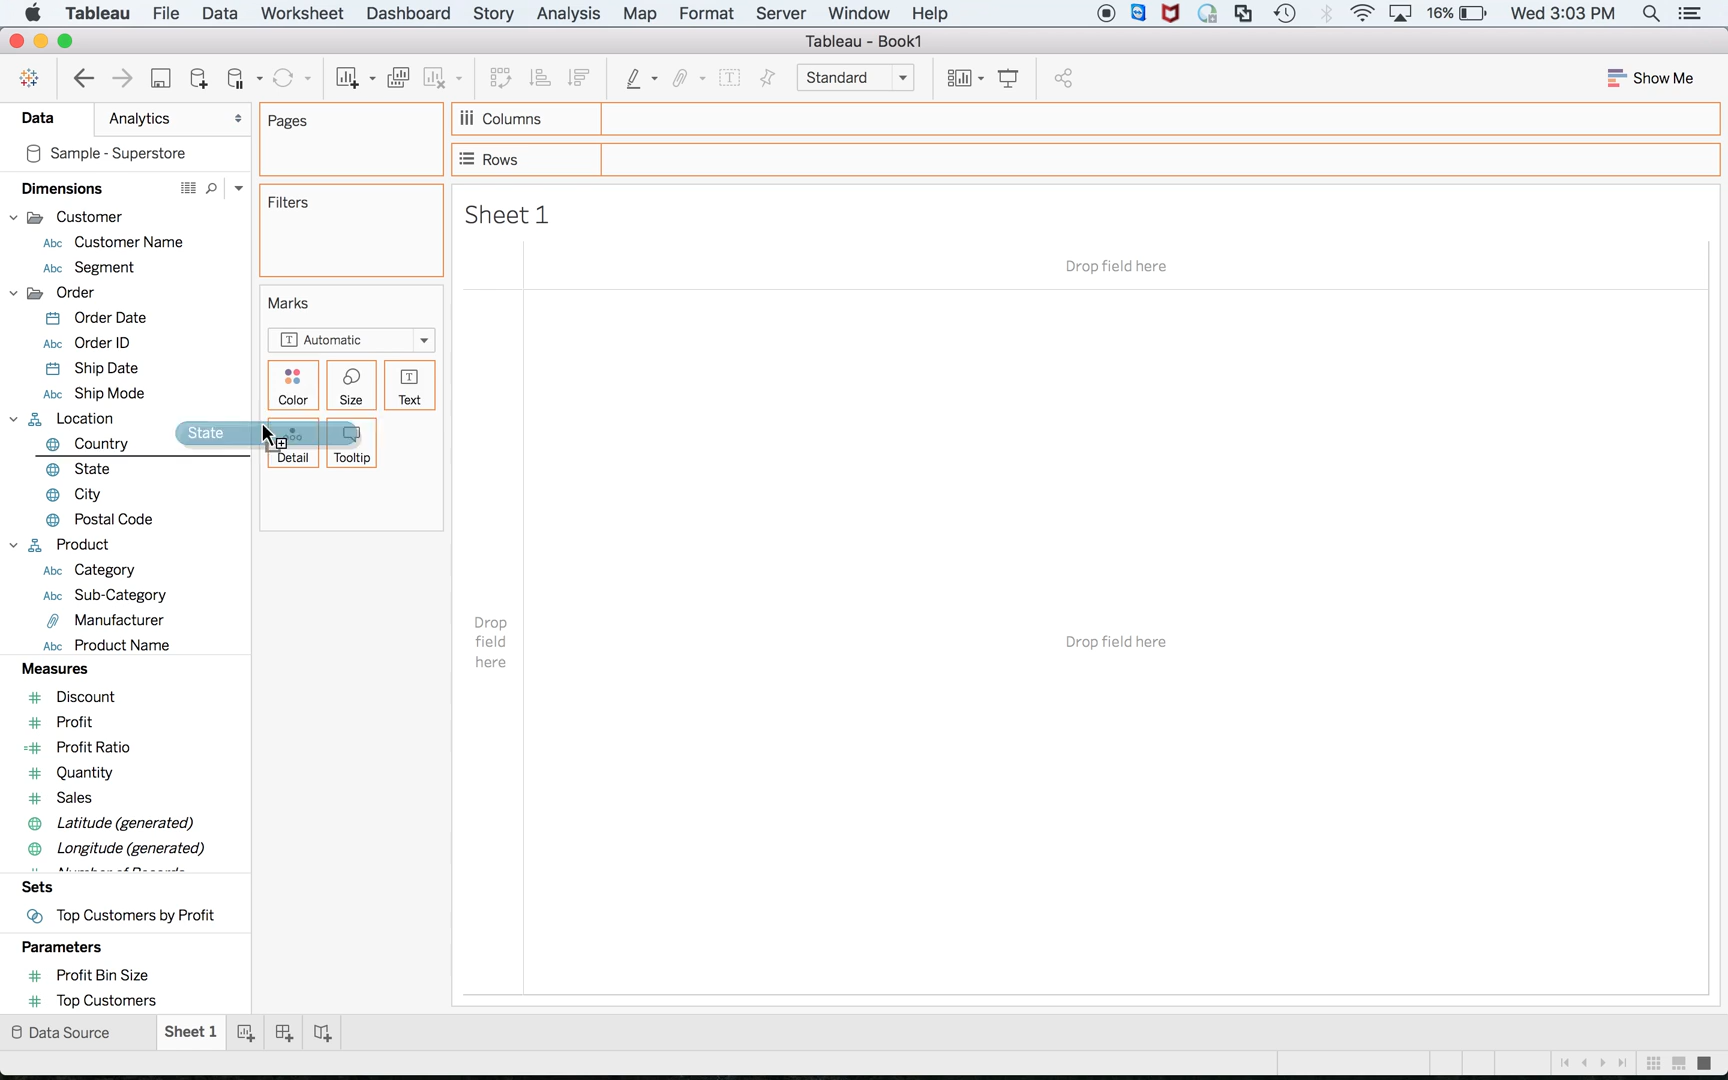 Tableau File Data Worksheet Dashboard Story Analysis Map Format Server Window Help 16% Wed 3:03 PM
Tableau - Book1
Standard Show Me
Data Analytics
Sample - Superstore
Dimensions
Customer
Abc Customer Name
Abc Segment
Order
Order Date
Abc Order ID
Ship Date
Abc Ship Mode
Location
Country
State
City
Postal Code
Product
Abc Category
Abc Sub-Category
Manufacturer
Abc Product Name
Measures
# Discount
# Profit
=# Profit Ratio
# Quantity
# Sales
Latitude (generated)
Longitude (generated)
Sets
Top Customers by Profit
Parameters
# Profit Bin Size
# Top Customers
Pages
Filters
Marks
T Automatic
Color Size T Text
State
Detail Tooltip
Columns
Rows
Sheet 1
Drop field here
Drop
field
here
Drop field here
Data Source Sheet 1